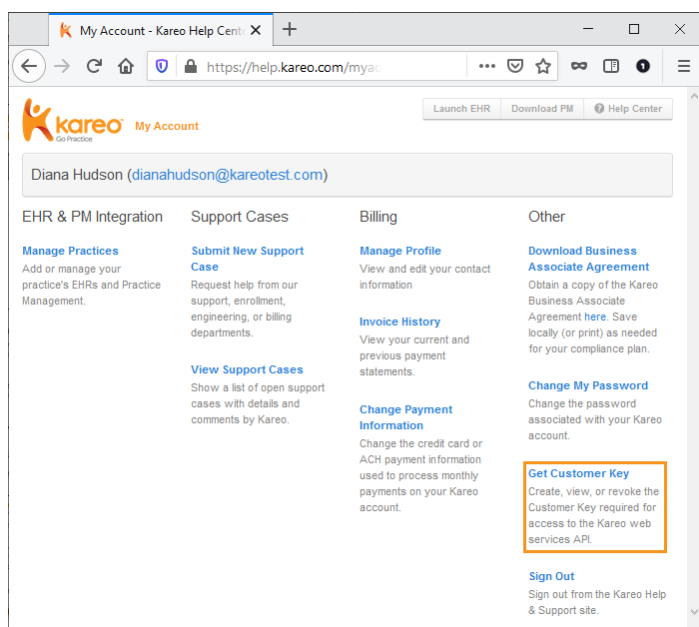 My Account - Kareo Help Cente
https://help.kareo.com/myac
kareo
Go Practice
My Account
Launch EHR
Download PM
Help Center
Diana Hudson (dianahudson@kareotest.com)
EHR & PM Integration
Manage Practices
Add or manage your
practice's EHRs and Practice
Management.
Support Cases
Submit New Support
Case
Request help from our
support, enrollment,
engineering, or billing
departments.
View Support Cases
Show a list of open support
cases with details and
comments by Kareo.
Billing
Manage Profile
View and edit your contact
information
Invoice History
View your current and
previous payment
statements.
Change Payment
Information
Change the credit card or
ACH payment information
used to process monthly
payments on your Kareo
account.
Other
Download Business
Associate Agreement
Obtain a copy of the Kareo
Business Associate
Agreement here. Save
locally (or print) as needed
for your compliance plan.
Change My Password
Change the password
associated with your Kareo
account.
Get Customer Key
Create, view, or revoke the
Customer Key required for
access to the Kareo web
services API.
Sign Out
Sign out from the Kareo Help
& Support site.